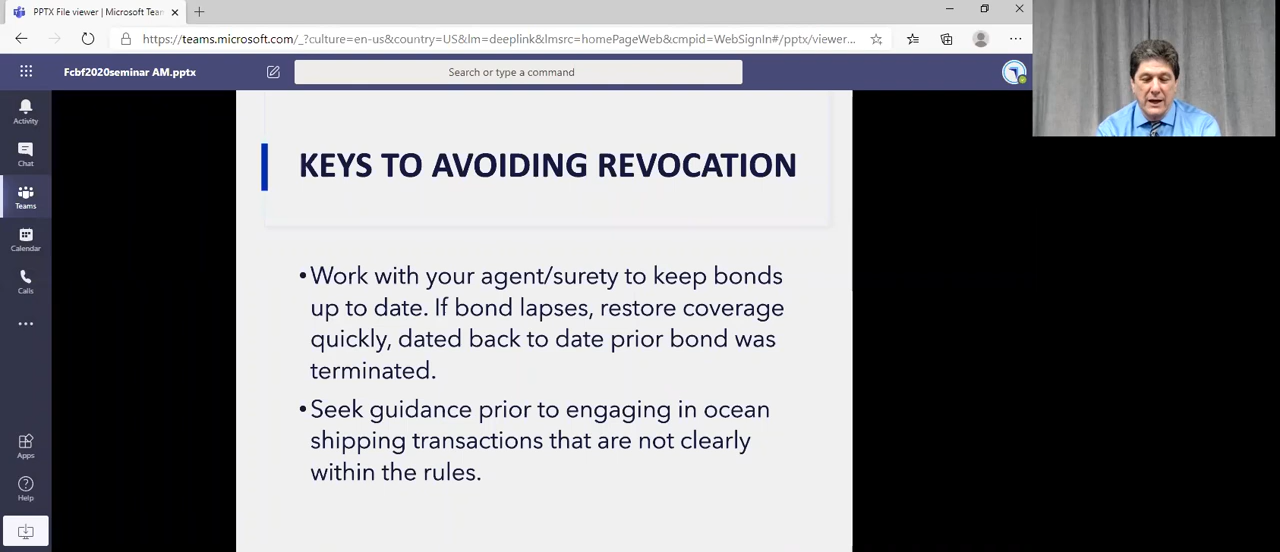 PPTX File viewer | Microsoft Team
https://teams.microsoft.com/_?culture=en-us&country=US&lm=deeplink&lmsrc=homePageWeb&cmpid=WebSignIn#/pptx/viewer...
Fcbf2020seminar AM.pptx
Search or type a command
Activity
Chat
Teams
Calendar
Calls
Apps
Help
KEYS TO AVOIDING REVOCATION
•Work with your agent/surety to keep bonds
up to date. If bond lapses, restore coverage
quickly, dated back to date prior bond was
terminated.
•Seek guidance prior to engaging in ocean
shipping transactions that are not clearly
within the rules.